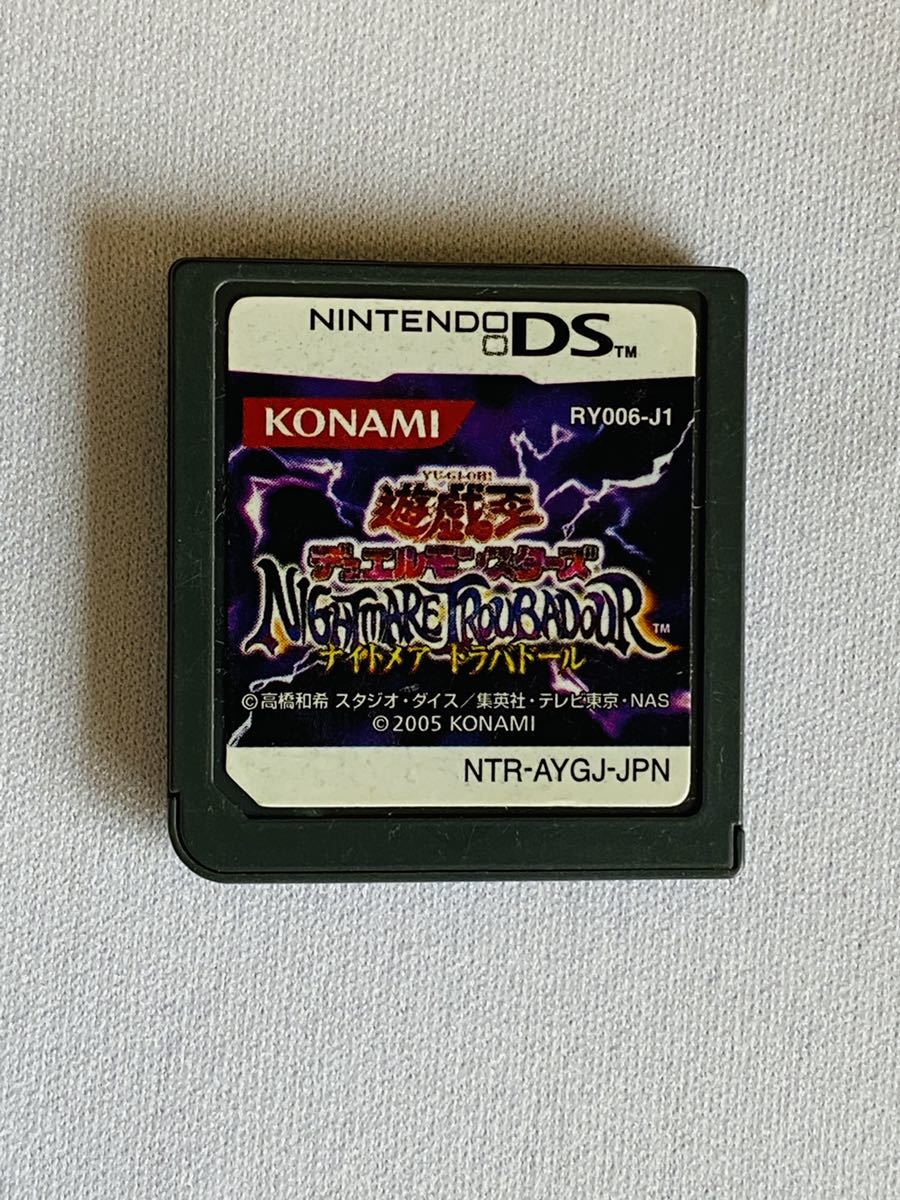 NINTENDO DS™
KONAMI
RY006-J1
YU-GI-OH!
遊戯王
デュエルモンスターズ
NIGHTMARE TROUBADOUR™
ナイトメア トラバドール
©高橋和希 スタジオ・ダイス／集英社・テレビ東京・NAS
©2005 KONAMI
NTR-AYGJ-JPN